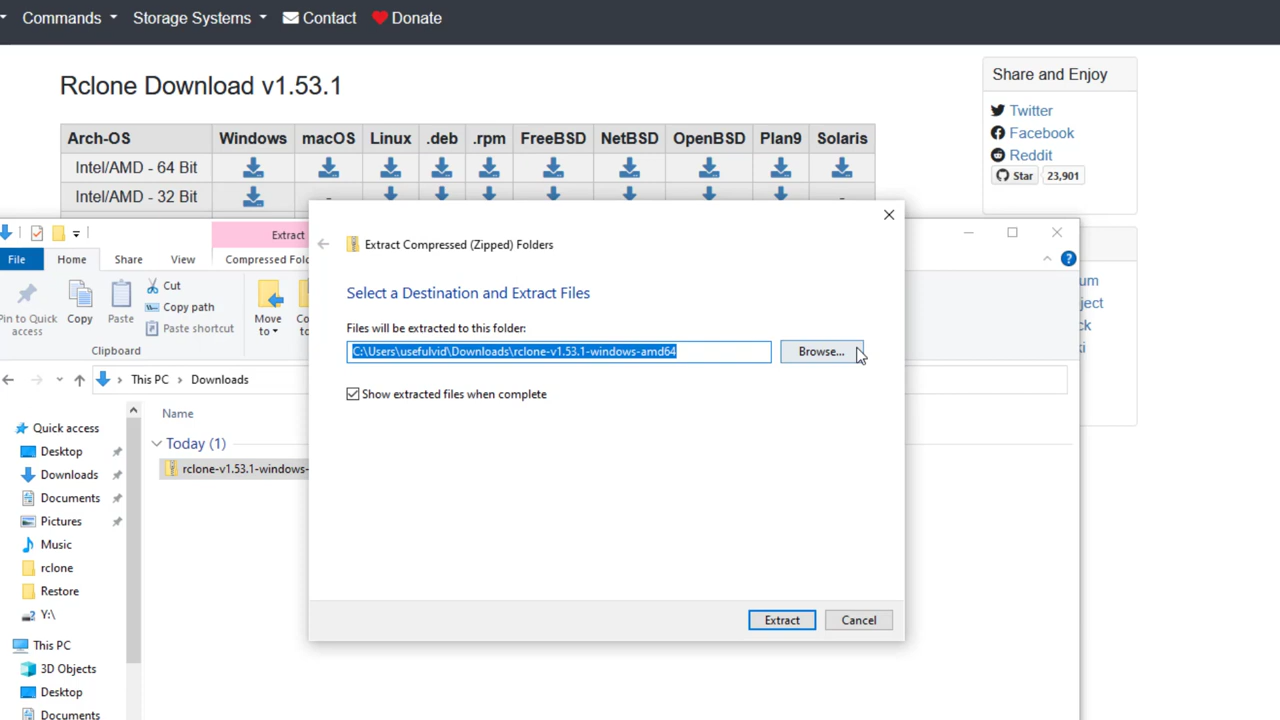 Commands
Storage Systems
Contact
Donate
Rclone Download v1.53.1
Arch-OS Windows macOS Linux .deb .rpm FreeBSD NetBSD OpenBSD Plan9 Solaris
Intel/AMD - 64 Bit
Intel/AMD - 32 Bit - -
Share and Enjoy
Twitter
Facebook
Reddit
Star 23,901
Extract
File Home Share View Compressed Fol
Pin to Quick access
Copy
Paste
Cut
Copy path
Paste shortcut
Move to
Clipboard
This PC > Downloads
Quick access
Desktop
Downloads
Documents
Pictures
Music
rclone
Restore
Y:\
This PC
3D Objects
Desktop
Documents
Name
Today (1)
rclone-v1.53.1-windows-
Extract Compressed (Zipped) Folders
Select a Destination and Extract Files
Files will be extracted to this folder:
C:\Users\usefulvid\Downloads\rclone-v1.53.1-windows-amd64
Browse...
Show extracted files when complete
Extract
Cancel